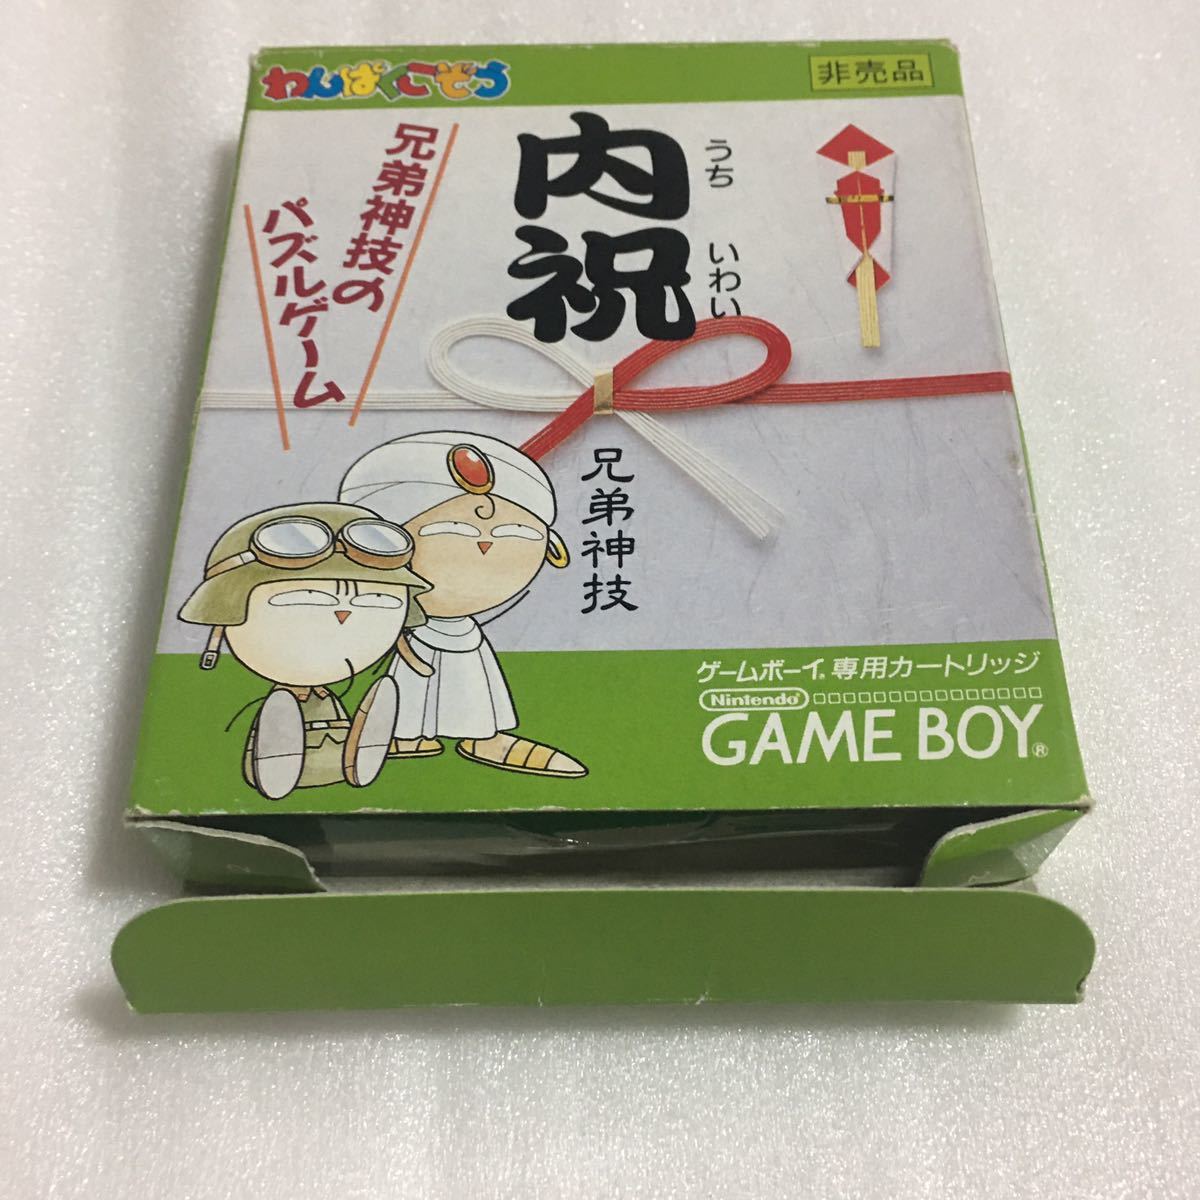 わんぱくこぞう
非売品
内祝
うち いわい
兄弟神技の
パズルゲーム
兄弟神技
ゲームボーイ®専用カートリッジ
Nintendo
GAME BOY®